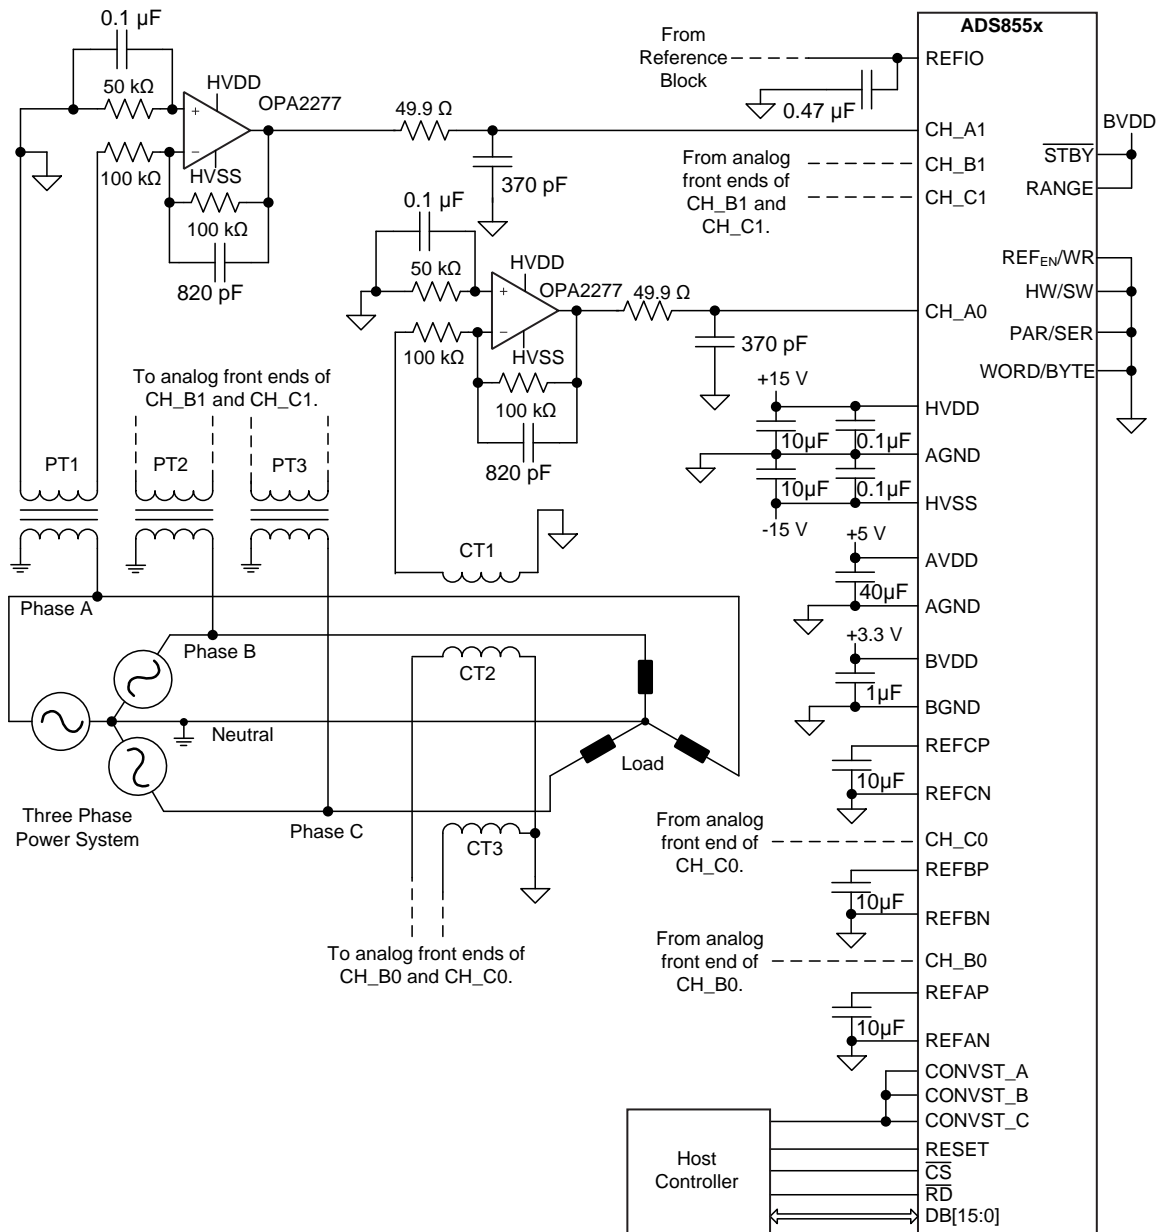 0.1 µF
50 kΩ
HVDD
OPA2277
100 kΩ
HVSS
100 kΩ
820 pF
49.9 Ω
370 pF
From
Reference
Block
0.47 µF
From analog
front ends of
CH_B1 and
CH_C1.
0.1 µF
50 kΩ
HVDD
OPA2277
100 kΩ
HVSS
100 kΩ
820 pF
49.9 Ω
370 pF
To analog front ends of
CH_B1 and CH_C1.
PT1
PT2
PT3
CT1
Phase A
Phase B
CT2
Neutral
Load
Three Phase
Power System
Phase C
CT3
To analog front ends of
CH_B0 and CH_C0.
+15 V
10µF
0.1µF
10µF
0.1µF
-15 V
+5 V
40µF
+3.3 V
1µF
10µF
From analog
front end of
CH_C0.
10µF
From analog
front end of
CH_B0.
10µF
Host
Controller
ADS855x
REFIO
CH_A1
CH_B1
CH_C1
CH_A0
HVDD
AGND
HVSS
AVDD
AGND
BVDD
BGND
REFCP
REFCN
CH_C0
REFBP
REFBN
CH_B0
REFAP
REFAN
CONVST_A
CONVST_B
CONVST_C
RESET
CS
RD
DB[15:0]
BVDD
STBY
RANGE
REFEN/WR
HW/SW
PAR/SER
WORD/BYTE